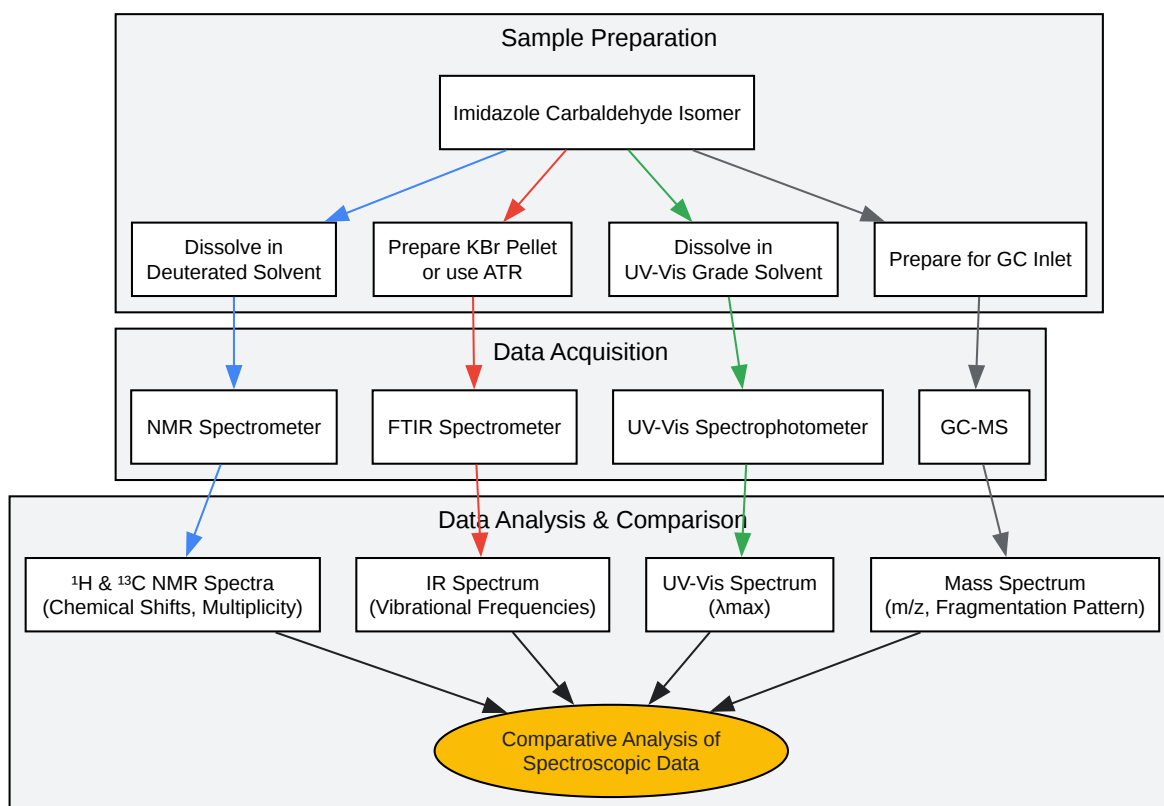 Sample Preparation
Imidazole Carbaldehyde Isomer
Dissolve in
Deuterated Solvent
Prepare KBr Pellet
or use ATR
Dissolve in
UV-Vis Grade Solvent
Prepare for GC Inlet
Data Acquisition
NMR Spectrometer
FTIR Spectrometer
UV-Vis Spectrophotometer
GC-MS
Data Analysis & Comparison
¹H & ¹³C NMR Spectra
(Chemical Shifts, Multiplicity)
IR Spectrum
(Vibrational Frequencies)
UV-Vis Spectrum
(λmax)
Mass Spectrum
(m/z, Fragmentation Pattern)
Comparative Analysis of
Spectroscopic Data